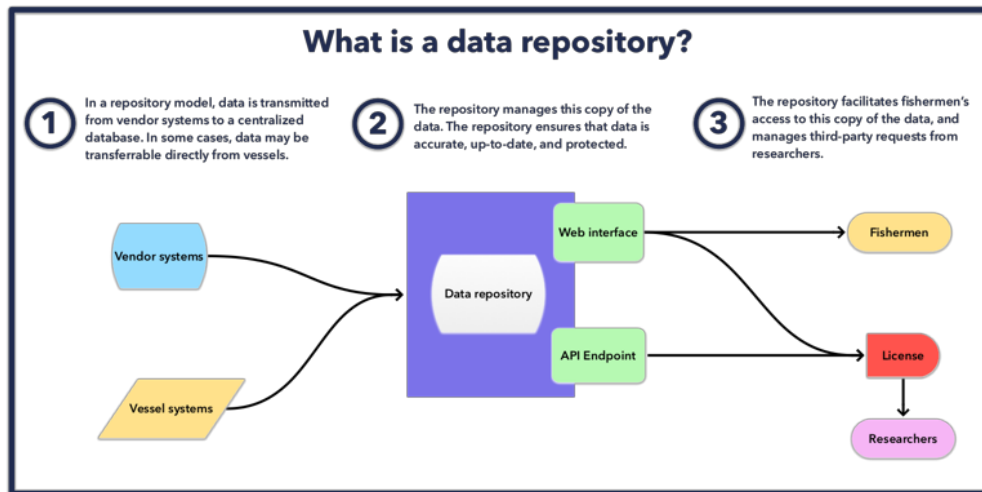 What is a data repository?
1
In a repository model, data is transmitted
from vendor systems to a centralized
database. In some cases, data may be
transferrable directly from vessels.
2
The repository manages this copy of the
data. The repository ensures that data is
accurate, up-to-date, and protected.
3
The repository facilitates fishermen's
access to this copy of the data, and
manages third-party requests from
researchers.
Vendor systems
Vessel systems
Data repository
Web interface
API Endpoint
Fishermen
License
Researchers